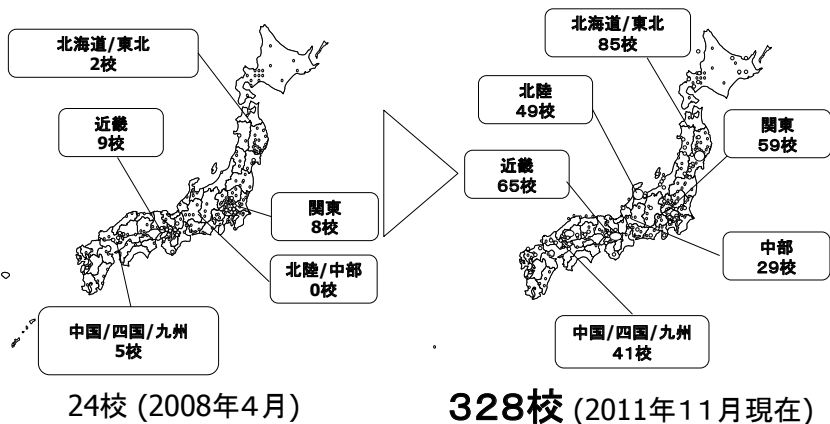 北海道/東北
2校
近畿
9校
関東
8校
北陸/中部
0校
中国/四国/九州
5校
24校 (2008年４月)
北海道/東北
85校
北陸
49校
関東
59校
近畿
65校
中部
29校
中国/四国/九州
41校
328校 (2011年１１月現在)